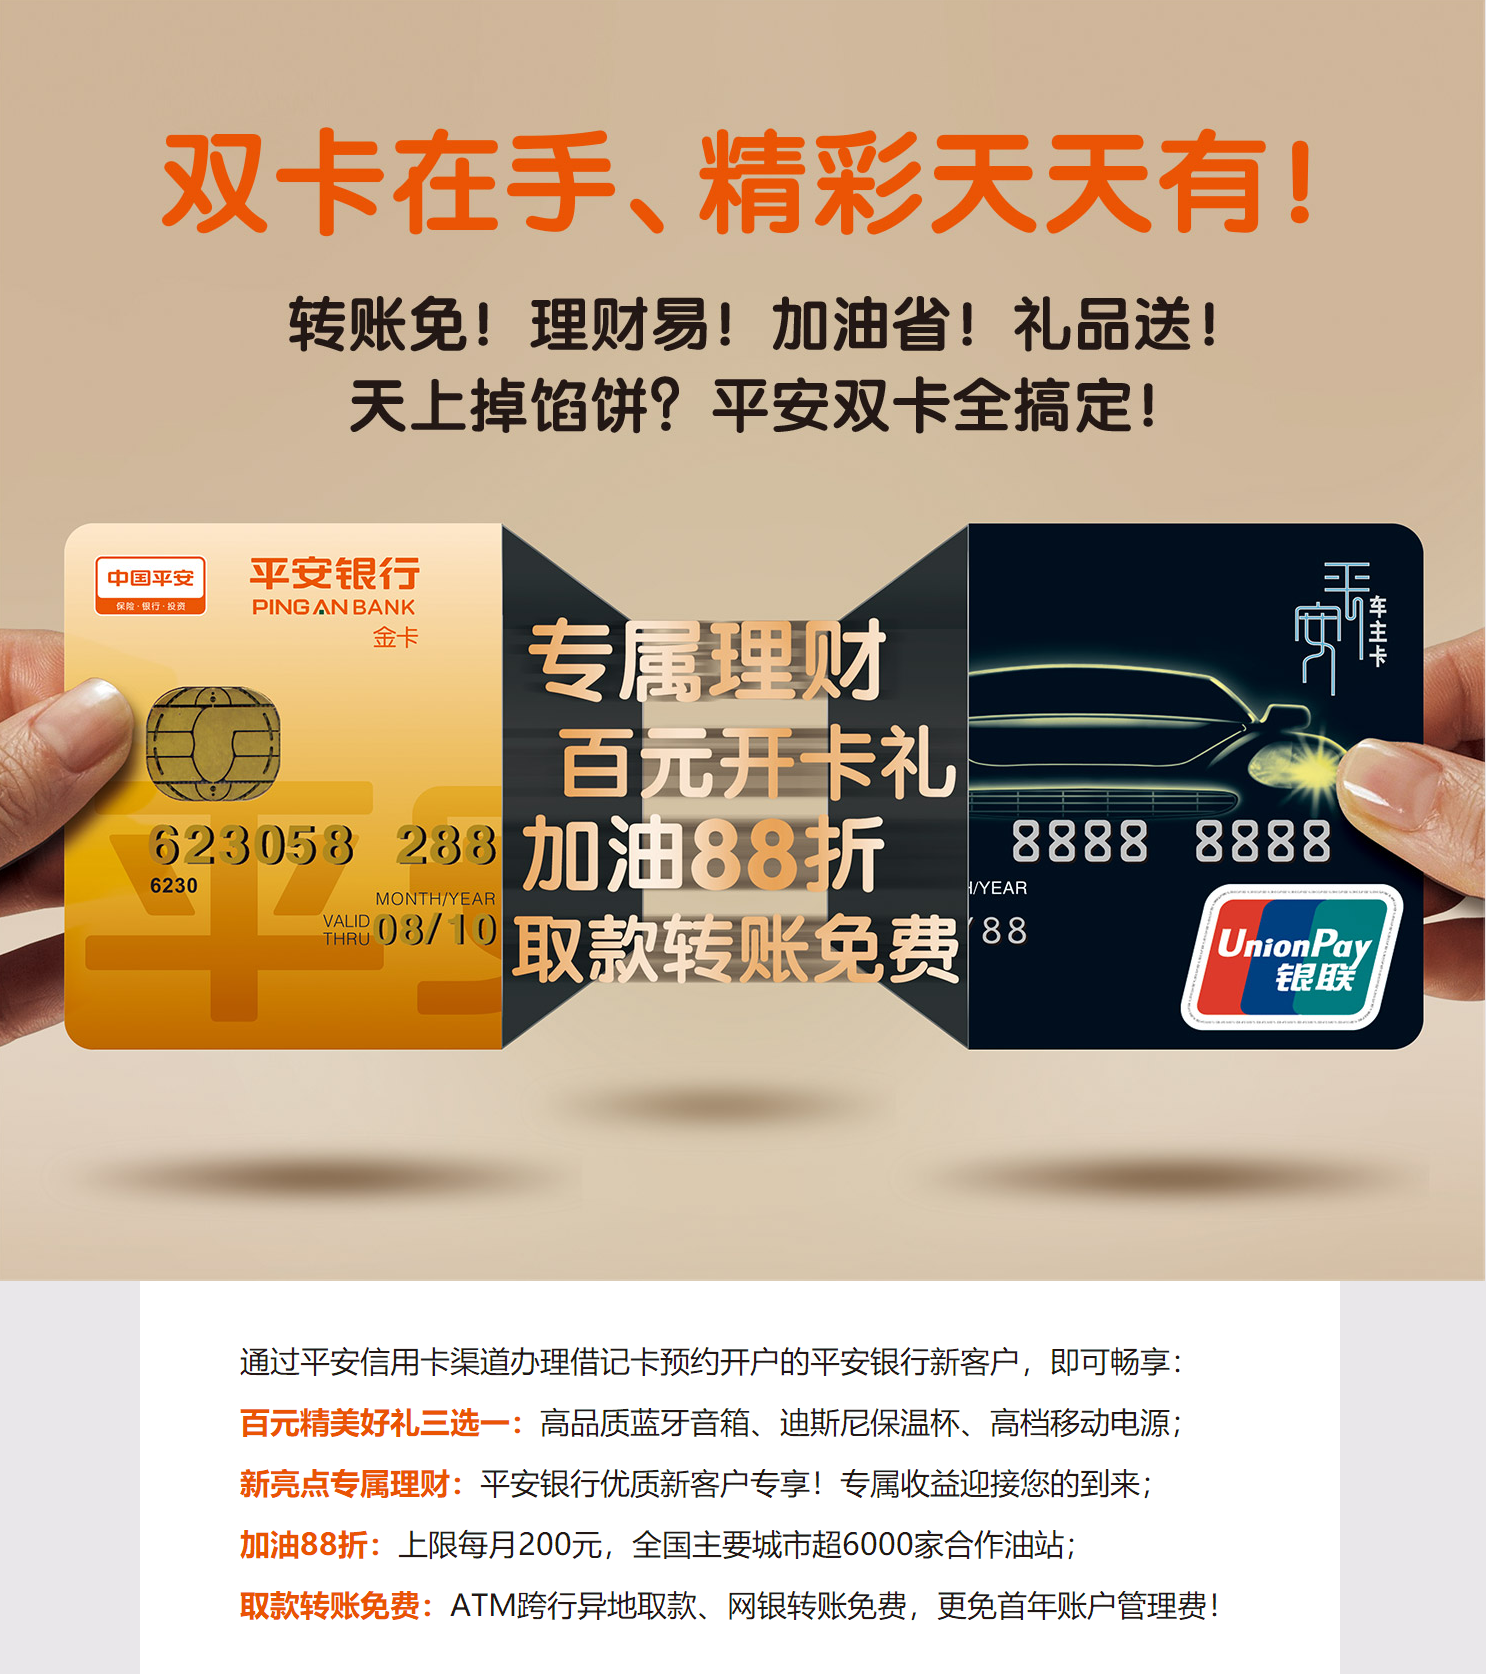 双卡在手、精彩天天有！
转账免！理财易！加油省！礼品送！
天上掉馅饼？平安双卡全搞定！
中国平安
保险·银行·投资
平安银行
PINGAN BANK
金卡
623058 288
6230
MONTH/YEAR
VALID
THRU
08/10
专属理财
百元开卡礼
加油88折
取款转账免费
平安
车主卡
8888 8888
H/YEAR
/88
UnionPay
银联
通过平安信用卡渠道办理借记卡预约开户的平安银行新客户，即可畅享：
百元精美好礼三选一：高品质蓝牙音箱、迪斯尼保温杯、高档移动电源；
新亮点专属理财：平安银行优质新客户专享！专属收益迎接您的到来；
加油88折：上限每月200元，全国主要城市超6000家合作油站；
取款转账免费：ATM跨行异地取款、网银转账免费，更免首年账户管理费！